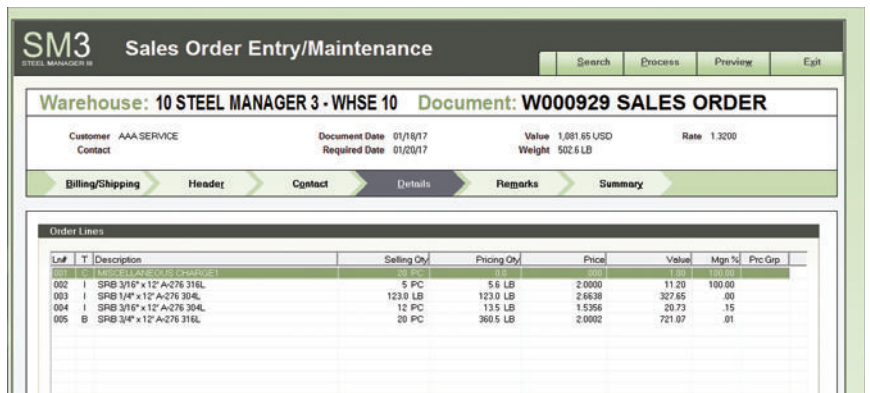 SM3
STEEL MANAGER III
Sales Order Entry/Maintenance
Search Process Preview Exit
Warehouse: 10 STEEL MANAGER 3 - WHSE 10 Document: W000929 SALES ORDER
Customer AAA SERVICE Document Date 01/18/17 Value 1,081.65 USD Rate 1.3200
Contact Required Date 01/20/17 Weight 502.6 LB
Billing/Shipping Header Contact Details Remarks Summary
Order Lines
Ln# T Description Selling Qty Pricing Qty Price Value Mgn % Prc Grp
001 C MISCELLANEOUS CHARGE1 20 PC 0.0 .000 1.00 100.00
002 I SRB 3/16" x 12' A-276 316L 5 PC 5.6 LB 2.0000 11.20 100.00
003 I SRB 1/4" x 12' A-276 304L 123.0 LB 123.0 LB 2.6638 327.65 .00
004 I SRB 3/16" x 12' A-276 304L 12 PC 13.5 LB 1.5356 20.73 .15
005 B SRB 3/4" x 12' A-276 316L 20 PC 360.5 LB 2.0002 721.07 .01